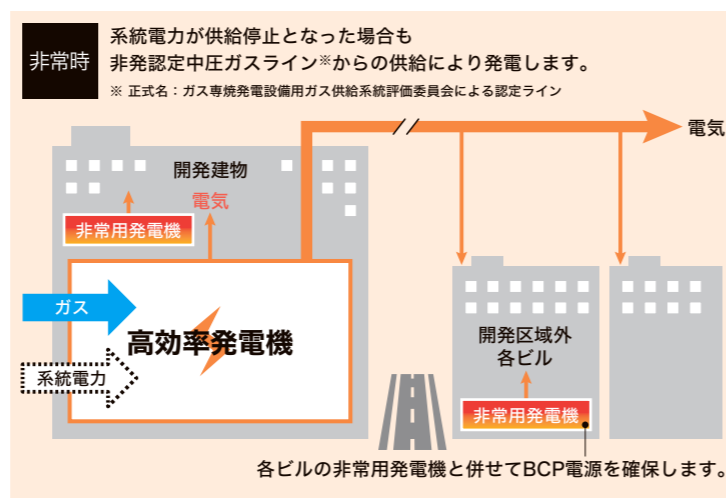 非常時
系統電力が供給停止となった場合も
非発認定中圧ガスライン※からの供給により発電します。
※ 正式名：ガス専焼発電設備用ガス供給系統評価委員会による認定ライン
電気
開発建物
電気
非常用発電機
ガス
高効率発電機
系統電力
開発区域外
各ビル
非常用発電機
各ビルの非常用発電機と併せてBCP電源を確保します。